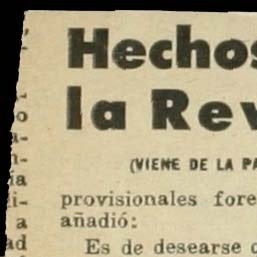 Hechos
la Rev
(VIENE DE LA PA
provisionales fore
añadió:
Es de desearse